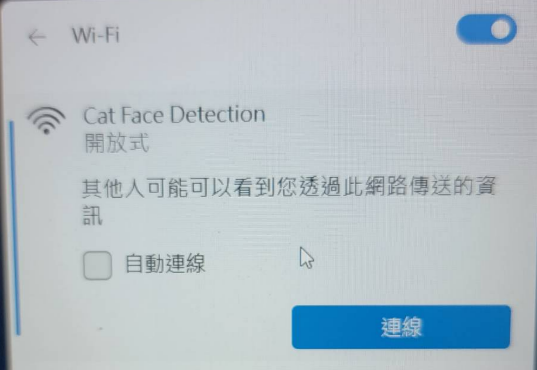 Wi-Fi
Cat Face Detection
開放式
其他人可能可以看到您透過此網路傳送的資
訊
自動連線
連線